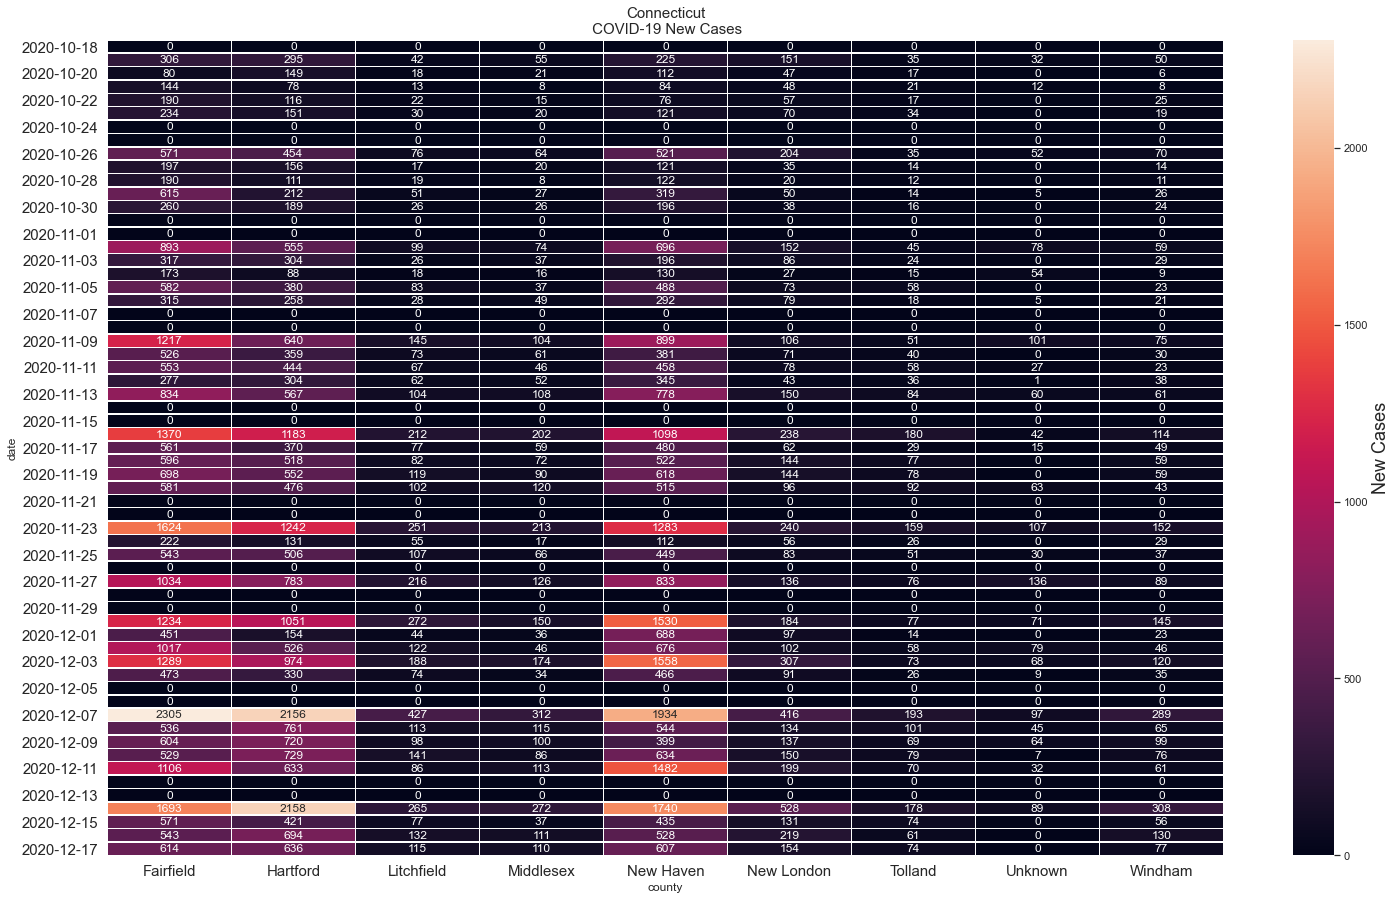 Connecticut
COVID-19 New Cases
2020-10-18 0 0 0 0 0 0 0 0 0
306 295 42 55 225 151 35 32 50
2020-10-20 80 149 18 21 112 47 17 0 6
144 78 13 8 84 48 21 12 8
2020-10-22 190 116 22 15 76 57 17 0 25
234 151 30 20 121 70 34 0 19
2020-10-24 0 0 0 0 0 0 0 0 0
0 0 0 0 0 0 0 0 0
2020-10-26 571 454 76 64 521 204 35 52 70
197 156 17 20 121 35 14 0 14
2020-10-28 190 111 19 8 122 20 12 0 11
615 212 51 27 319 50 14 5 26
2020-10-30 260 189 26 26 196 38 16 0 24
0 0 0 0 0 0 0 0 0
2020-11-01 0 0 0 0 0 0 0 0 0
893 555 99 74 696 152 45 78 59
2020-11-03 317 304 26 37 196 86 24 0 29
173 88 18 16 130 27 15 54 9
2020-11-05 582 380 83 37 488 73 58 0 23
315 258 28 49 292 79 18 5 21
2020-11-07 0 0 0 0 0 0 0 0 0
0 0 0 0 0 0 0 0 0
2020-11-09 1217 640 145 104 899 106 51 101 75
526 359 73 61 381 71 40 0 30
2020-11-11 553 444 67 46 458 78 58 27 23
277 304 62 52 345 43 36 1 38
2020-11-13 834 567 104 108 778 150 84 60 61
0 0 0 0 0 0 0 0 0
2020-11-15 0 0 0 0 0 0 0 0 0
1370 1183 212 202 1098 238 180 42 114
2020-11-17 561 370 77 59 480 62 29 15 49
596 518 82 72 522 144 77 0 59
2020-11-19 698 552 119 90 618 144 78 0 59
581 476 102 120 515 96 92 63 43
2020-11-21 0 0 0 0 0 0 0 0 0
0 0 0 0 0 0 0 0 0
2020-11-23 1624 1242 251 213 1283 240 159 107 152
222 131 55 17 112 56 26 0 29
2020-11-25 543 506 107 66 449 83 51 30 37
0 0 0 0 0 0 0 0 0
2020-11-27 1034 783 216 126 833 136 76 136 89
0 0 0 0 0 0 0 0 0
2020-11-29 0 0 0 0 0 0 0 0 0
1234 1051 272 150 1530 184 77 71 145
2020-12-01 451 154 44 36 688 97 14 0 23
1017 526 122 46 676 102 58 79 46
2020-12-03 1289 974 188 174 1558 307 73 68 120
473 330 74 34 466 91 26 9 35
2020-12-05 0 0 0 0 0 0 0 0 0
0 0 0 0 0 0 0 0 0
2020-12-07 2305 2156 427 312 1934 416 193 97 289
536 761 113 115 544 134 101 45 65
2020-12-09 604 720 98 100 399 137 69 64 99
529 729 141 86 634 150 79 7 76
2020-12-11 1106 633 86 113 1482 199 70 32 61
0 0 0 0 0 0 0 0 0
2020-12-13 0 0 0 0 0 0 0 0 0
1693 2158 265 272 1740 528 178 89 308
2020-12-15 571 421 77 37 435 131 74 0 56
543 694 132 111 528 219 61 0 130
2020-12-17 614 636 115 110 607 154 74 0 77
Fairfield Hartford Litchfield Middlesex New Haven New London Tolland Unknown Windham
county
date
2000
1500
1000
500
0
New Cases